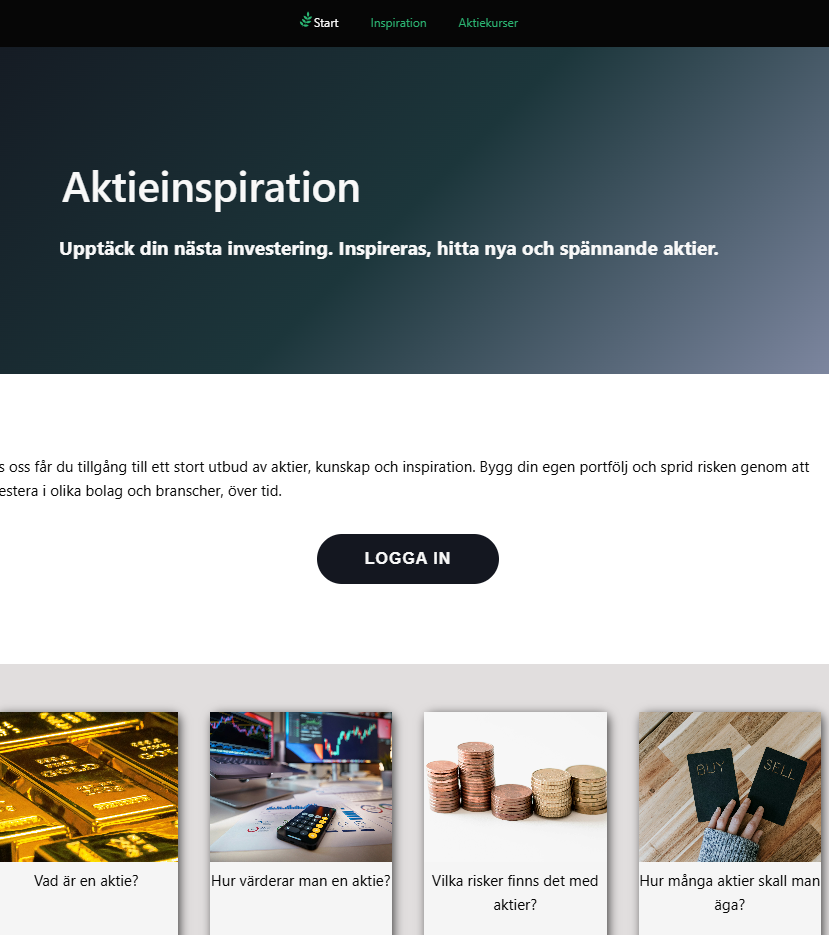 Start Inspiration Aktiekurser
Aktieinspiration
Upptäck din nästa investering. Inspireras, hitta nya och spännande aktier.
s oss får du tillgång till ett stort utbud av aktier, kunskap och inspiration. Bygg din egen portfölj och sprid risken genom att
estera i olika bolag och branscher, över tid.
LOGGA IN
FINE
GOLD
BUY
SELL
Vad är en aktie?
Hur värderar man en aktie?
Vilka risker finns det med
aktier?
Hur många aktier skall man
äga?